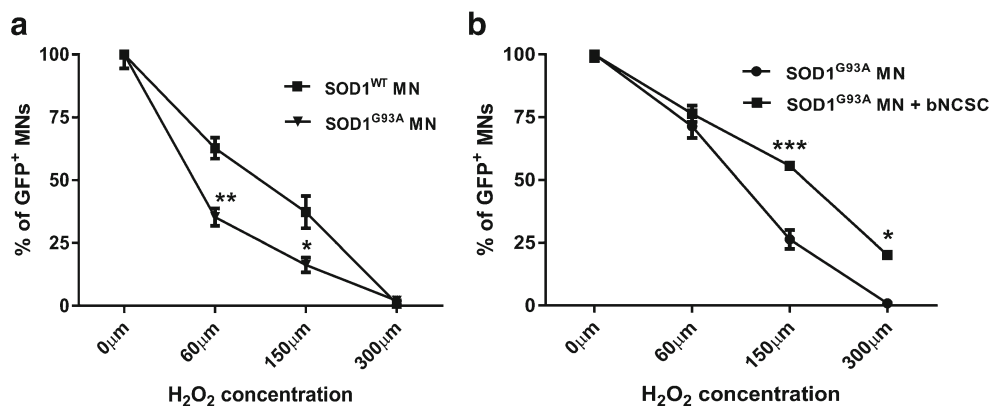 a
% of GFP⁺ MNs
100
75
50
25
0
SOD1ᵂᵀ MN
SOD1ᴳ⁹³ᴬ MN
**
*
0μm
60μm
150μm
300μm
H₂O₂ concentration
b
% of GFP⁺ MNs
100
75
50
25
0
SOD1ᴳ⁹³ᴬ MN
SOD1ᴳ⁹³ᴬ MN + bNCSC
***
*
0μm
60μm
150μm
300μm
H₂O₂ concentration